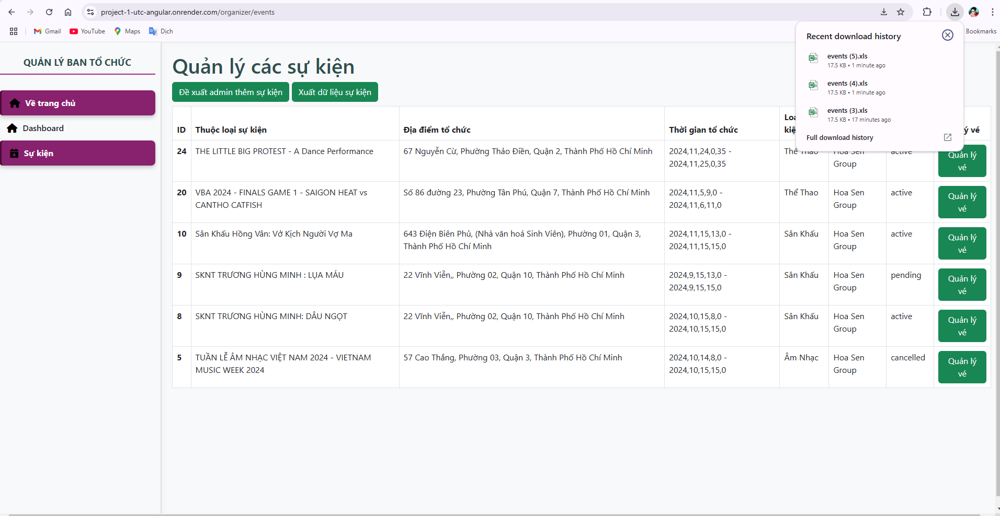 project-1-utc-angular.onrender.com/organizer/events
Gmail
YouTube
Maps
Dịch
Bookmarks
Recent download history
events (5).xls
17.5 KB • 1 minute ago
events (4).xls
17.5 KB • 1 minute ago
events (3).xls
17.5 KB • 17 minutes ago
Full download history
QUẢN LÝ BAN TỔ CHỨC
Về trang chủ
Dashboard
Sự kiện
Quản lý các sự kiện
Đề xuất admin thêm sự kiện
Xuất dữ liệu sự kiện
ID
Thuộc loại sự kiện
Địa điểm tổ chức
Thời gian tổ chức
vé
24
THE LITTLE BIG PROTEST - A Dance Performance
67 Nguyễn Cừ, Phường Thảo Điền, Quận 2, Thành Phố Hồ Chí Minh
2024,11,24,0,35 -
2024,11,25,0,35
Thể Thao
Hoa Sen
Group
active
Quản lý
vé
20
VBA 2024 - FINALS GAME 1 - SAIGON HEAT vs
CANTHO CATFISH
Số 86 đường 23, Phường Tân Phú, Quận 7, Thành Phố Hồ Chí Minh
2024,11,5,9,0 -
2024,11,6,11,0
Thể Thao
Hoa Sen
Group
active
Quản lý
vé
10
Sân Khấu Hồng Vân: Vở Kịch Người Vợ Ma
643 Điện Biên Phủ, (Nhà văn hoá Sinh Viên), Phường 01, Quận 3,
Thành Phố Hồ Chí Minh
2024,11,15,13,0 -
2024,11,15,15,0
Sân Khấu
Hoa Sen
Group
active
Quản lý
vé
9
SKNT TRƯƠNG HÙNG MINH : LỤA MÁU
22 Vĩnh Viễn,, Phường 02, Quận 10, Thành Phố Hồ Chí Minh
2024,9,15,13,0 -
2024,9,15,15,0
Sân Khấu
Hoa Sen
Group
pending
Quản lý
vé
8
SKNT TRƯƠNG HÙNG MINH: DẦU NGỌT
22 Vĩnh Viễn,, Phường 02, Quận 10, Thành Phố Hồ Chí Minh
2024,10,15,8,0 -
2024,10,15,15,0
Sân Khấu
Hoa Sen
Group
active
Quản lý
vé
5
TUẦN LỄ ÂM NHẠC VIỆT NAM 2024 - VIETNAM
MUSIC WEEK 2024
57 Cao Thắng, Phường 03, Quận 3, Thành Phố Hồ Chí Minh
2024,10,14,8,0 -
2024,10,15,15,0
Âm Nhạc
Hoa Sen
Group
cancelled
Quản lý
vé